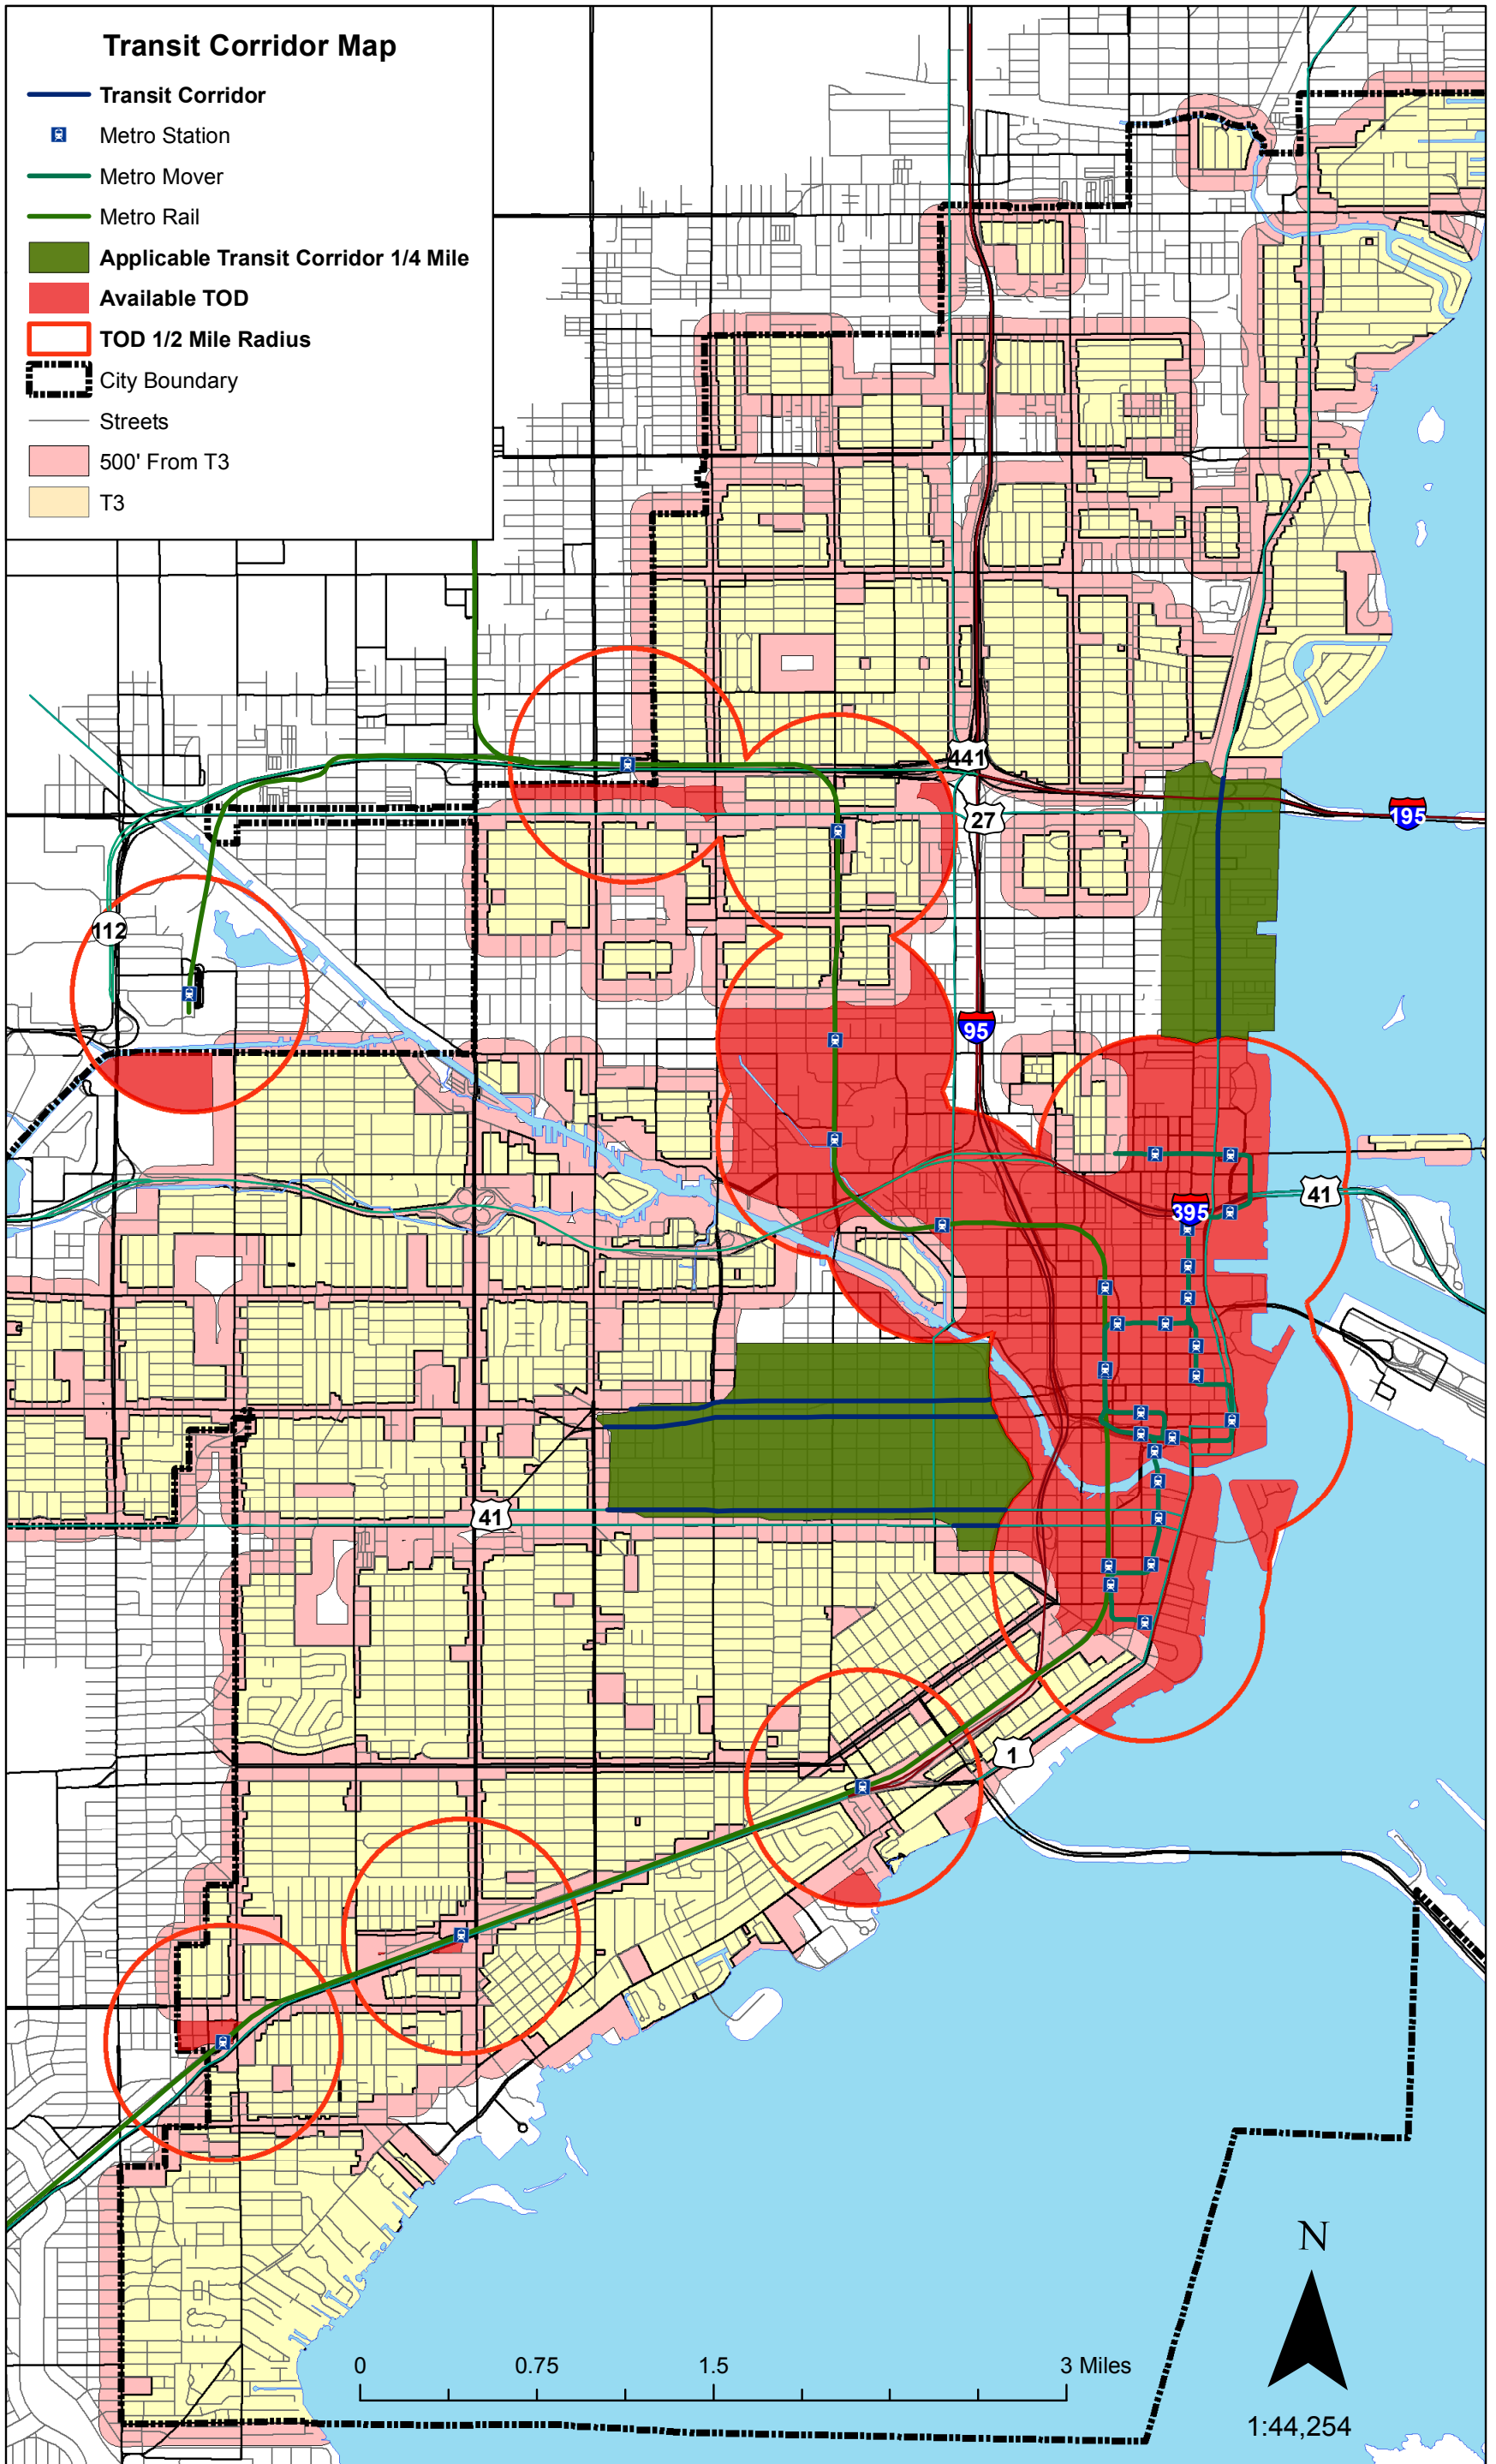 Transit Corridor Map
Transit Corridor
Metro Station
Metro Mover
Metro Rail
Applicable Transit Corridor 1/4 Mile
Available TOD
TOD 1/2 Mile Radius
City Boundary
Streets
500' From T3
T3
441
27
195
112
95
41
395
41
1
N
0 0.75 1.5 3 Miles
1:44,254